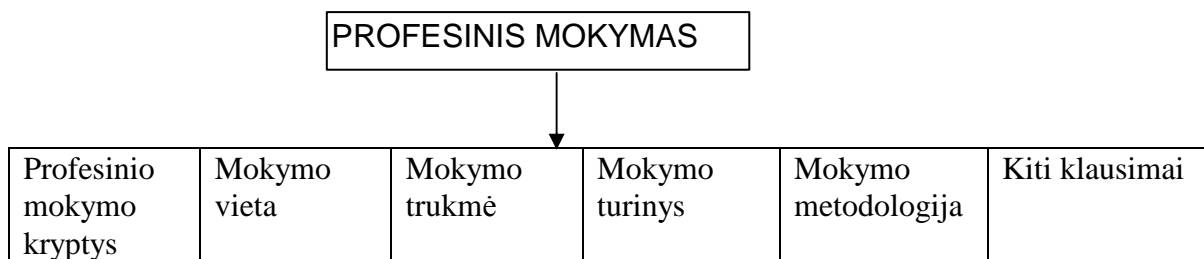 PROFESINIS MOKYMAS
Profesinio
mokymo
kryptys
Mokymo
vieta
Mokymo
trukmė
Mokymo
turinys
Mokymo
metodologija
Kiti klausimai